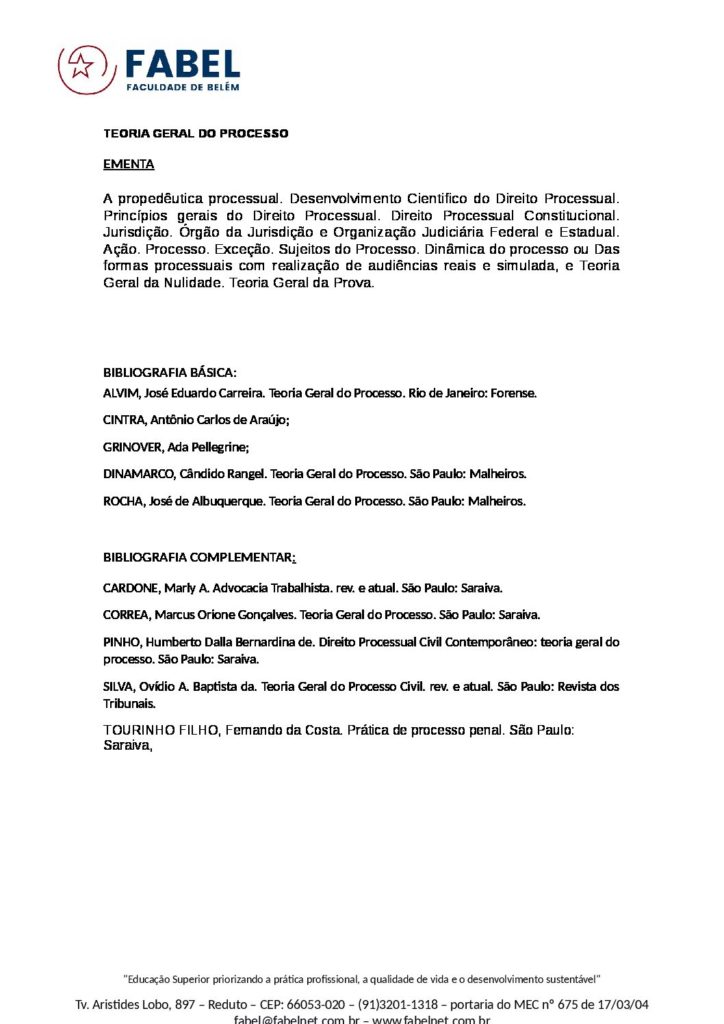 FABEL
FACULDADE DE BELÉM
TEORIA GERAL DO PROCESSO
EMENTA
A propedêutica processual. Desenvolvimento Cientifico do Direito Processual.
Princípios gerais do Direito Processual. Direito Processual Constitucional.
Jurisdição. Órgão da Jurisdição e Organização Judiciária Federal e Estadual.
Ação. Processo. Exceção. Sujeitos do Processo. Dinâmica do processo ou Das
formas processuais com realização de audiências reais e simulada, e Teoria
Geral da Nulidade. Teoria Geral da Prova.
BIBLIOGRAFIA BÁSICA:
ALVIM, José Eduardo Carreira. Teoria Geral do Processo. Rio de Janeiro: Forense.
CINTRA, Antônio Carlos de Araújo;
GRINOVER, Ada Pellegrine;
DINAMARCO, Cândido Rangel. Teoria Geral do Processo. São Paulo: Malheiros.
ROCHA, José de Albuquerque. Teoria Geral do Processo. São Paulo: Malheiros.
BIBLIOGRAFIA COMPLEMENTAR:
CARDONE, Marly A. Advocacia Trabalhista. rev. e atual. São Paulo: Saraiva.
CORREA, Marcus Orione Gonçalves. Teoria Geral do Processo. São Paulo: Saraiva.
PINHO, Humberto Dalla Bernardina de. Direito Processual Civil Contemporâneo: teoria geral do
processo. São Paulo: Saraiva.
SILVA, Ovídio A. Baptista da. Teoria Geral do Processo Civil. rev. e atual. São Paulo: Revista dos
Tribunais.
TOURINHO FILHO, Fernando da Costa. Prática de processo penal. São Paulo:
Saraiva,
"Educação Superior priorizando a prática profissional, a qualidade de vida e o desenvolvimento sustentável"
Tv. Aristides Lobo, 897 – Reduto – CEP: 66053-020 – (91)3201-1318 – portaria do MEC nº 675 de 17/03/04
fabel@fabelnet.com.br – www.fabelnet.com.br